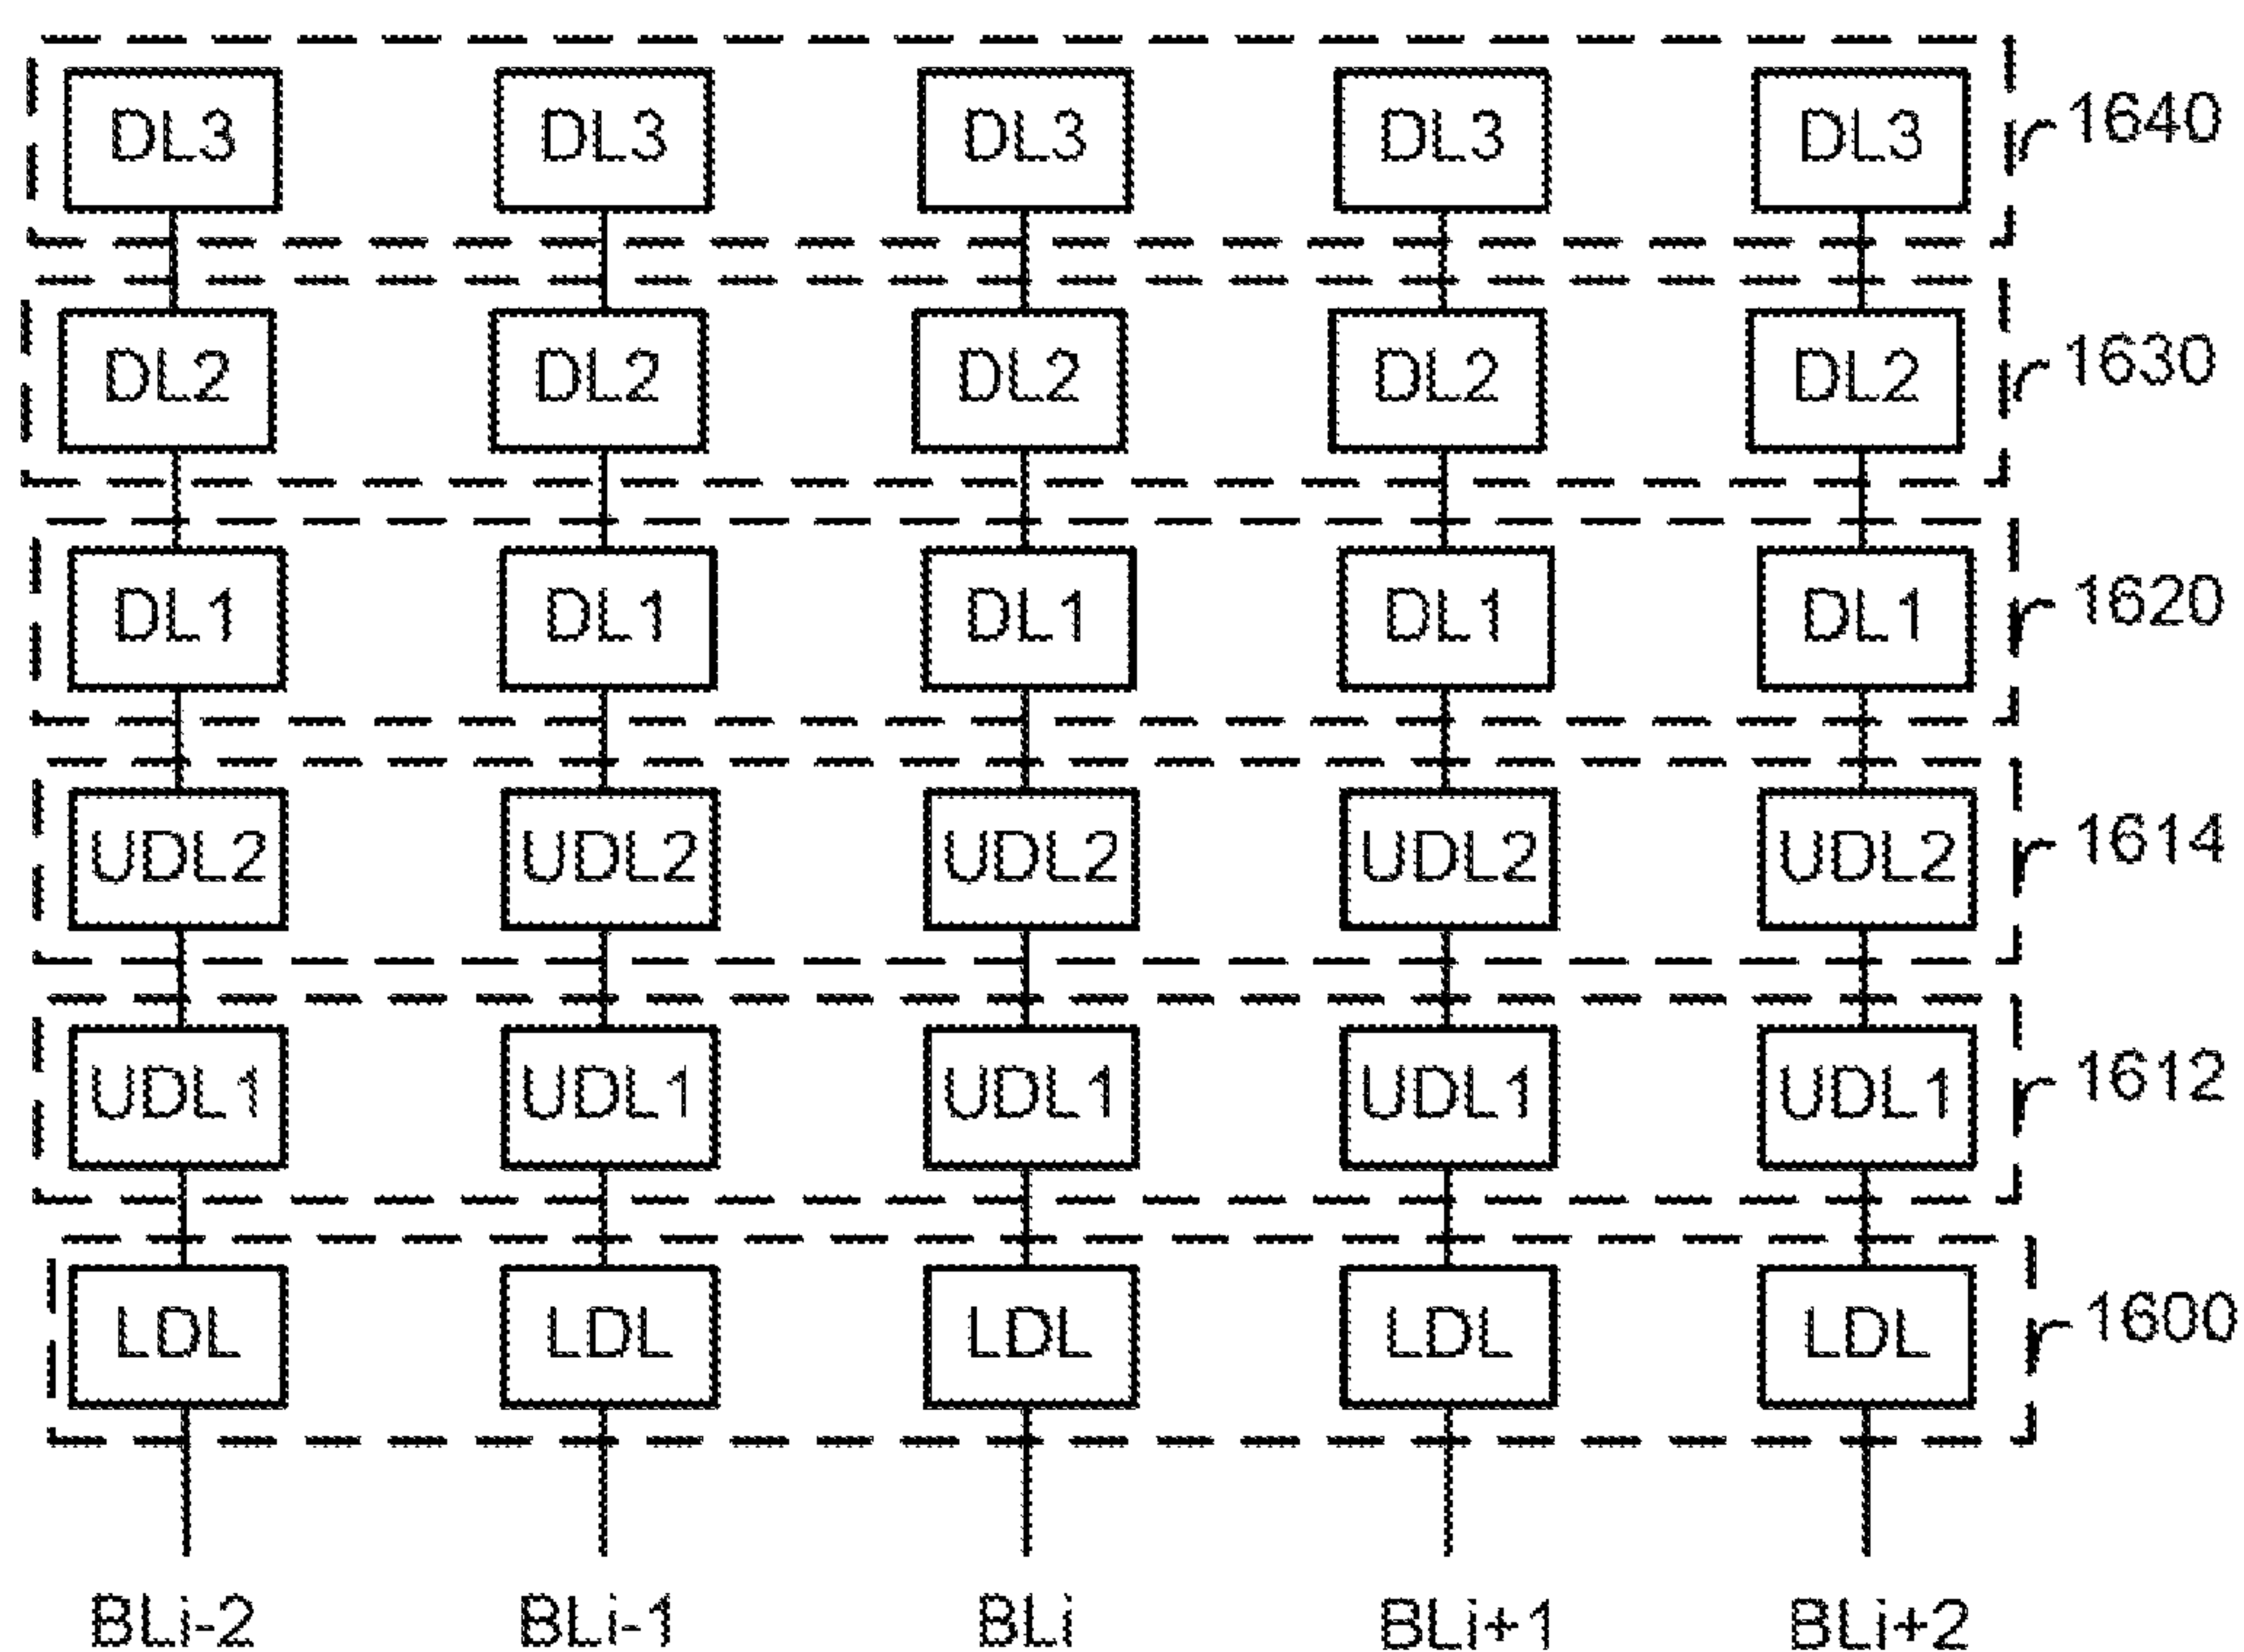 DL3 DL3 DL3 DL3 DL3 1640
DL2 DL2 DL2 DL2 DL2 1630
DL1 DL1 DL1 DL1 DL1 1620
UDL2 UDL2 UDL2 UDL2 UDL2 1614
UDL1 UDL1 UDL1 UDL1 UDL1 1612
LDL LDL LDL LDL LDL 1600
BLi-2 BLi-1 BLi BLi+1 BLi+2